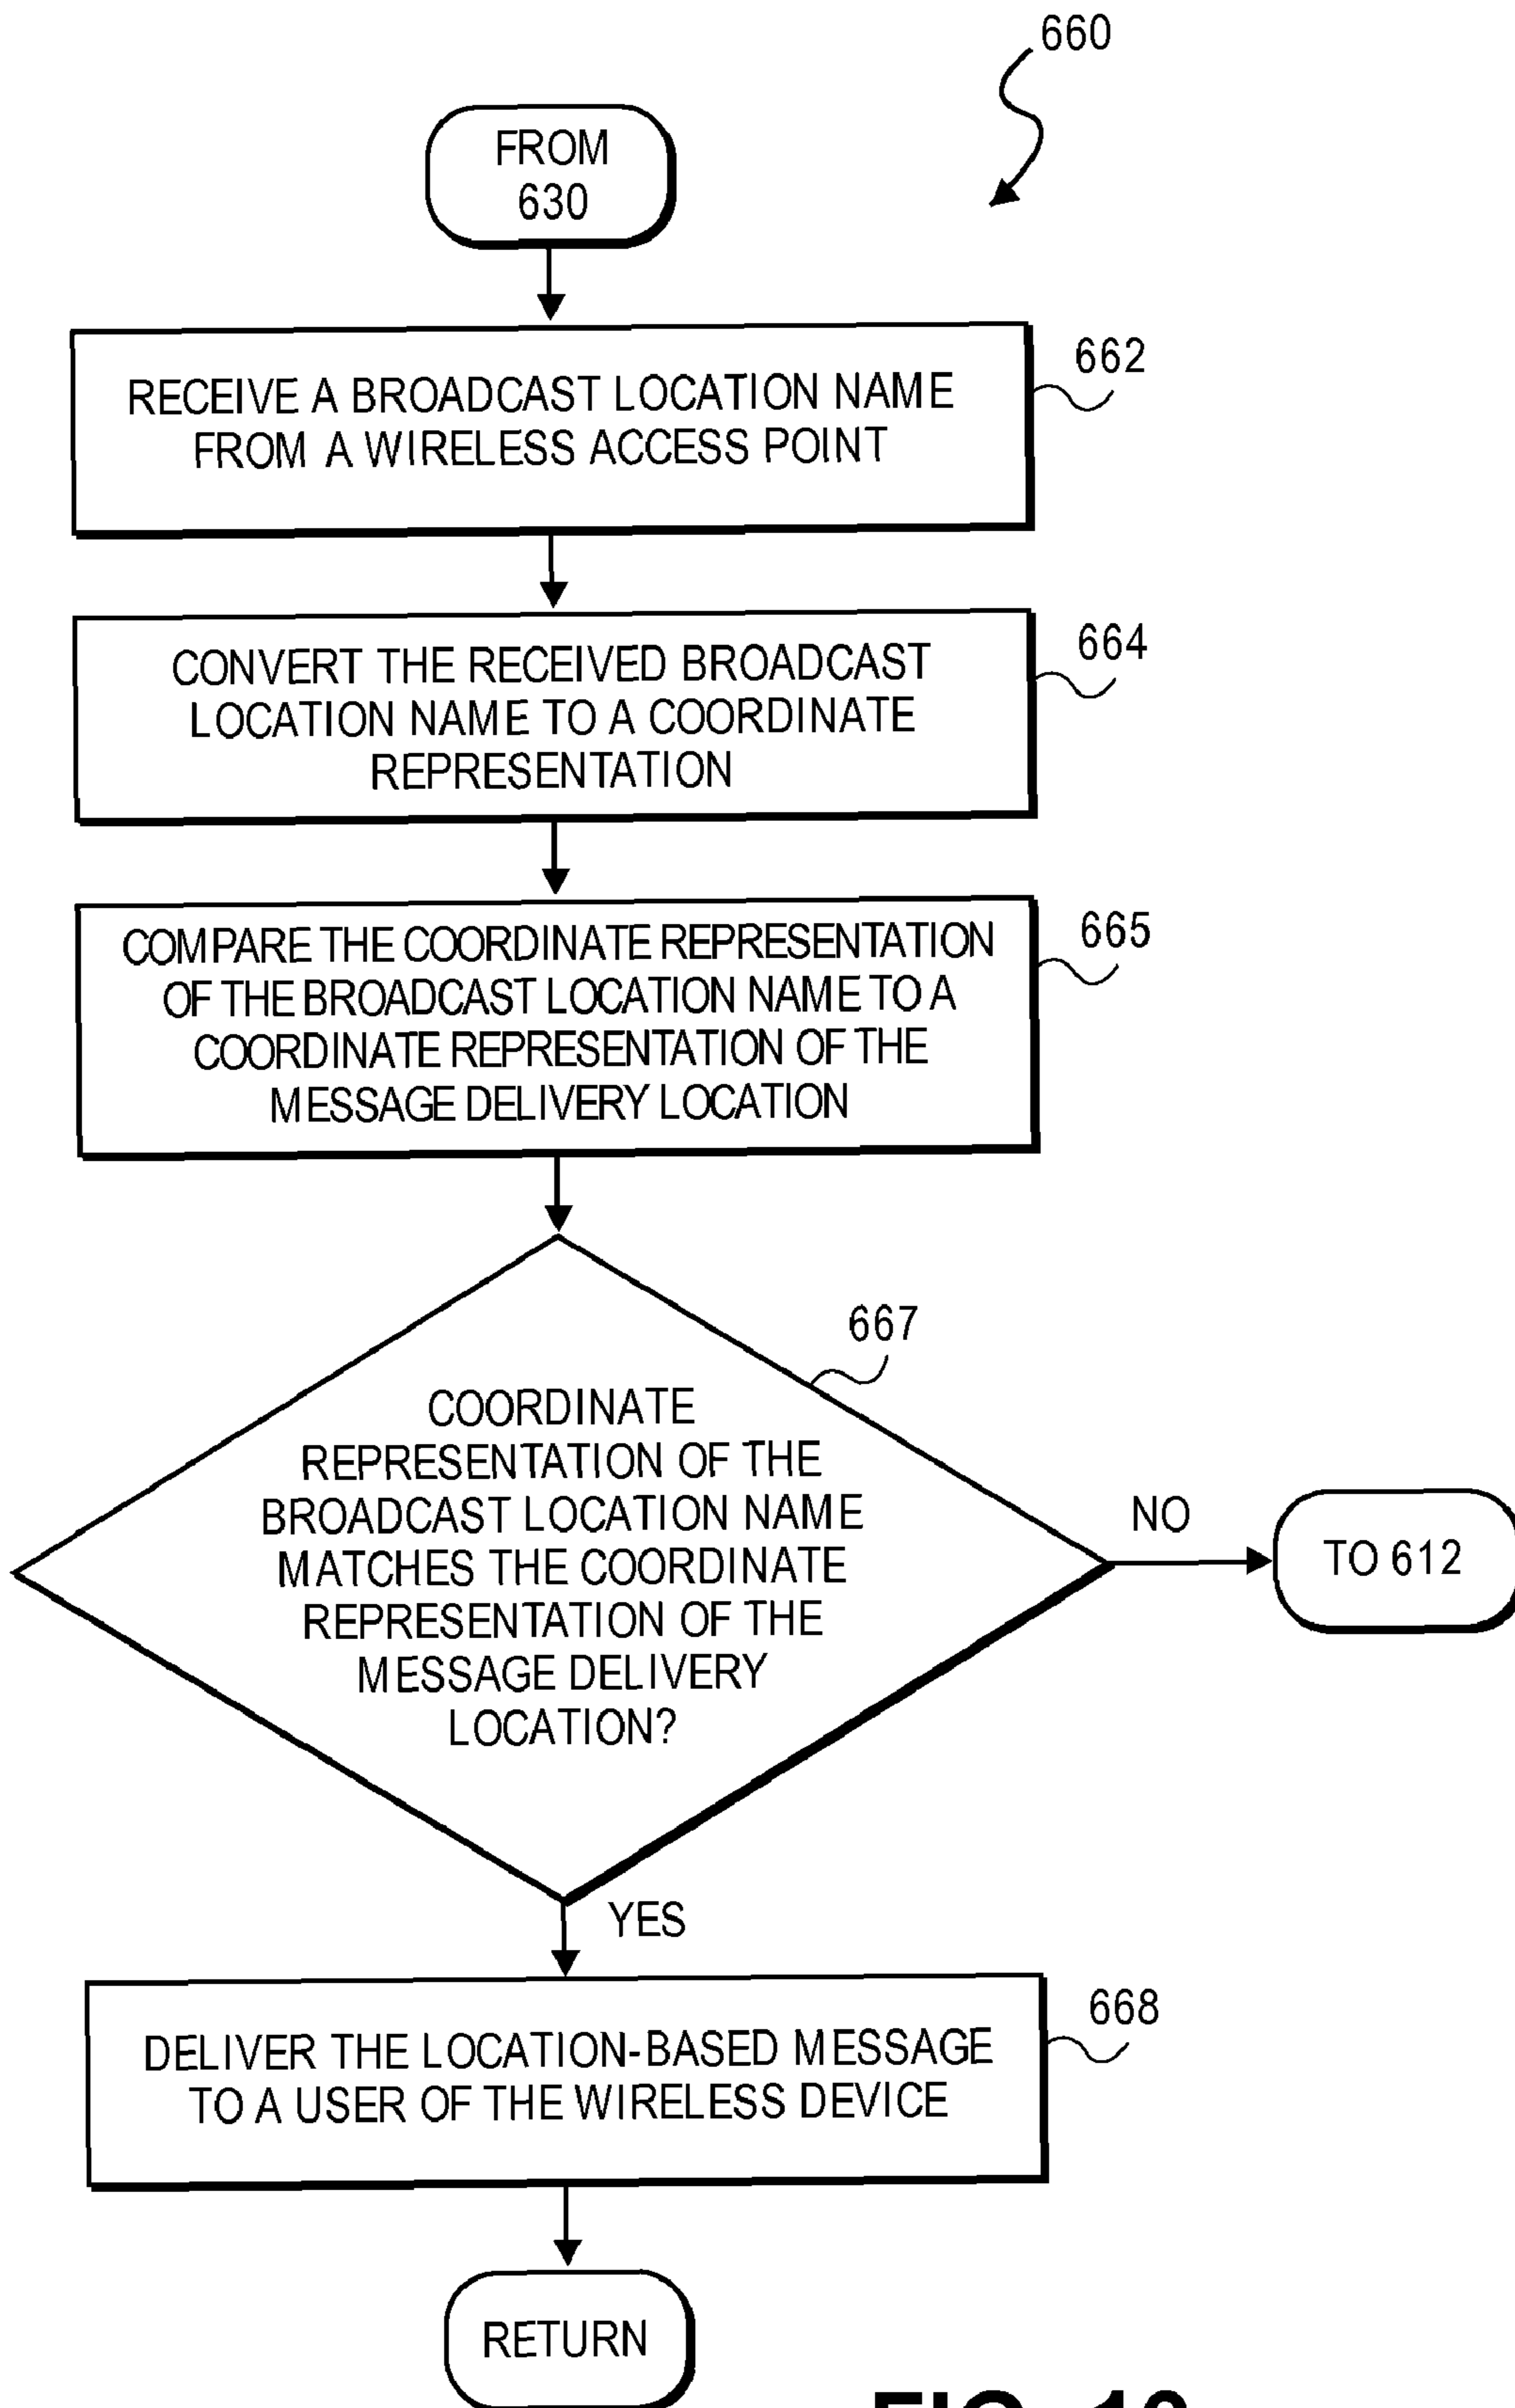 660
FROM
630
RECEIVE A BROADCAST LOCATION NAME
FROM A WIRELESS ACCESS POINT
662
CONVERT THE RECEIVED BROADCAST
LOCATION NAME TO A COORDINATE
REPRESENTATION
664
COMPARE THE COORDINATE REPRESENTATION
OF THE BROADCAST LOCATION NAME TO A
COORDINATE REPRESENTATION OF THE
MESSAGE DELIVERY LOCATION
665
667
COORDINATE
REPRESENTATION OF THE
BROADCAST LOCATION NAME
MATCHES THE COORDINATE
REPRESENTATION OF THE
MESSAGE DELIVERY
LOCATION?
NO
TO 612
YES
DELIVER THE LOCATION-BASED MESSAGE
TO A USER OF THE WIRELESS DEVICE
668
RETURN